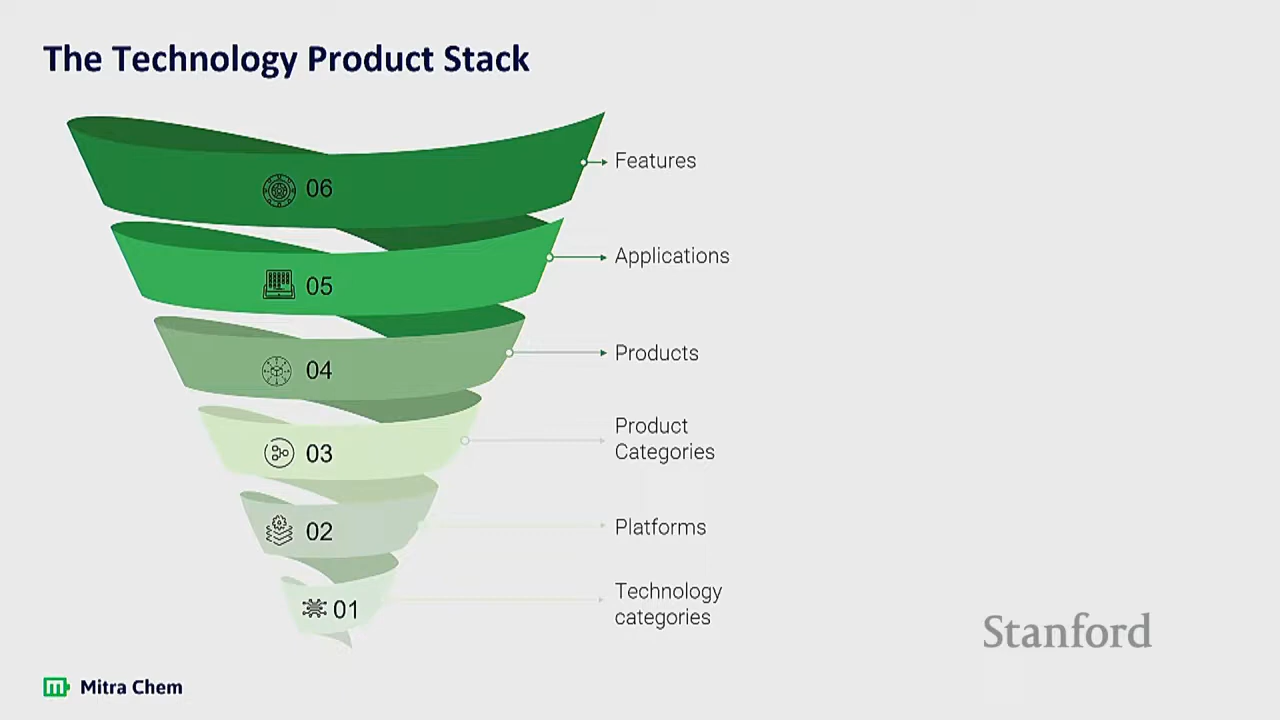 The Technology Product Stack
06
Features
05
Applications
04
Products
03
Product
Categories
02
Platforms
01
Technology
categories
Stanford
Mitra Chem